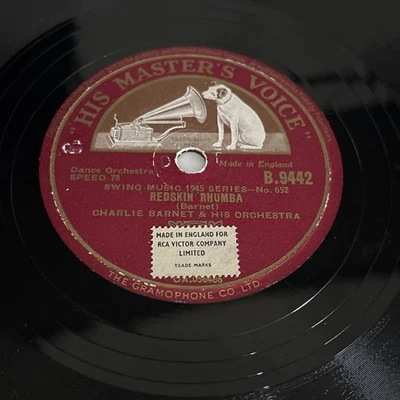 "HIS MASTER'S VOICE"
Dance Orchestra
SPEED 78
Made in England
B.9442
SWING MUSIC 1945 SERIES—No. 652
REDSKIN RHUMBA
(Barnet)
CHARLIE BARNET & HIS ORCHESTRA
MADE IN ENGLAND FOR
RCA VICTOR COMPANY
LIMITED
TRADE MARKS
THE GRAMOPHONE CO. LTD.